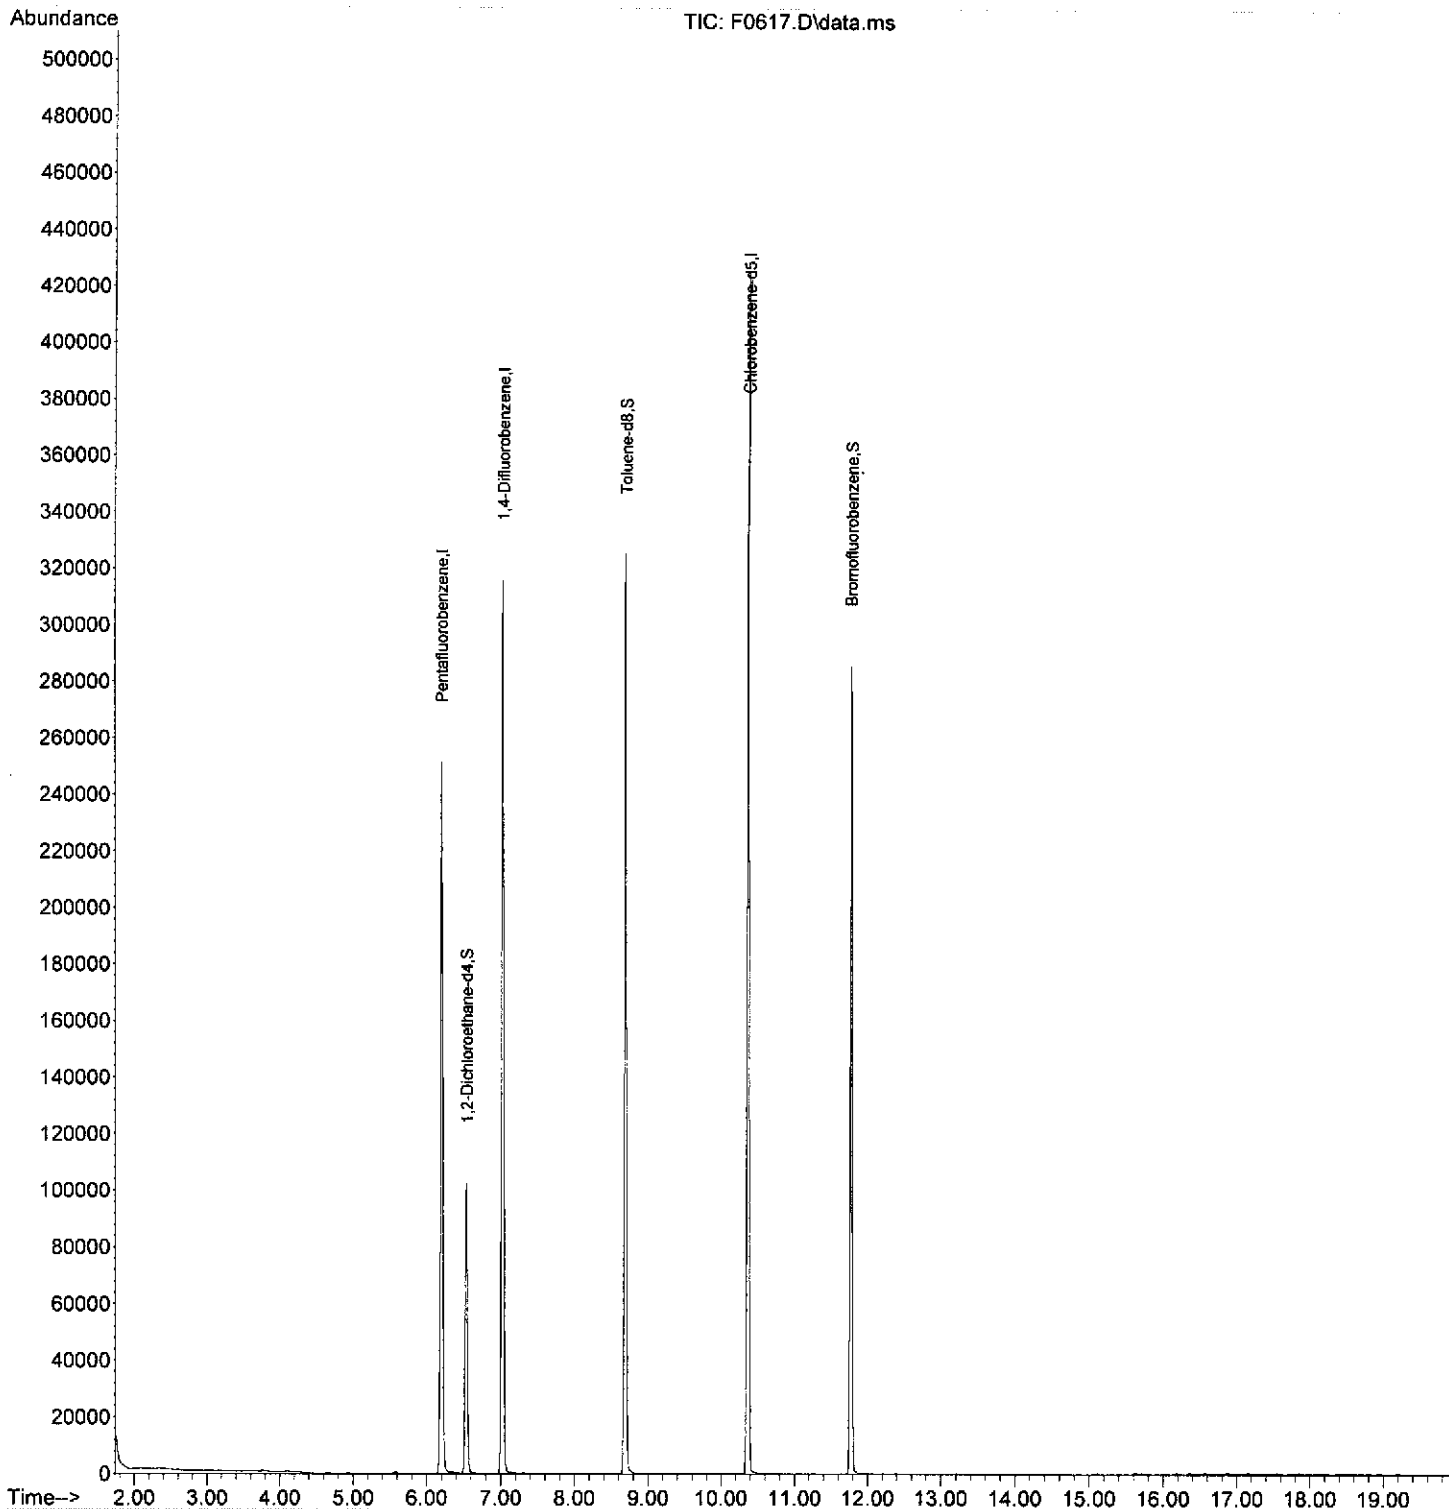 Abundance
TIC: F0617.D\data.ms
500000
480000
460000
440000
420000
400000
380000
360000
340000
320000
300000
280000
260000
240000
220000
200000
180000
160000
140000
120000
100000
80000
60000
40000
20000
0
Pentafluorobenzene,I
1,2-Dichloroethane-d4,S
1,4-Difluorobenzene,I
Toluene-d8,S
Chlorobenzene-d5,I
Bromofluorobenzene,S
Time--> 2.00 3.00 4.00 5.00 6.00 7.00 8.00 9.00 10.00 11.00 12.00 13.00 14.00 15.00 16.00 17.00 18.00 19.00